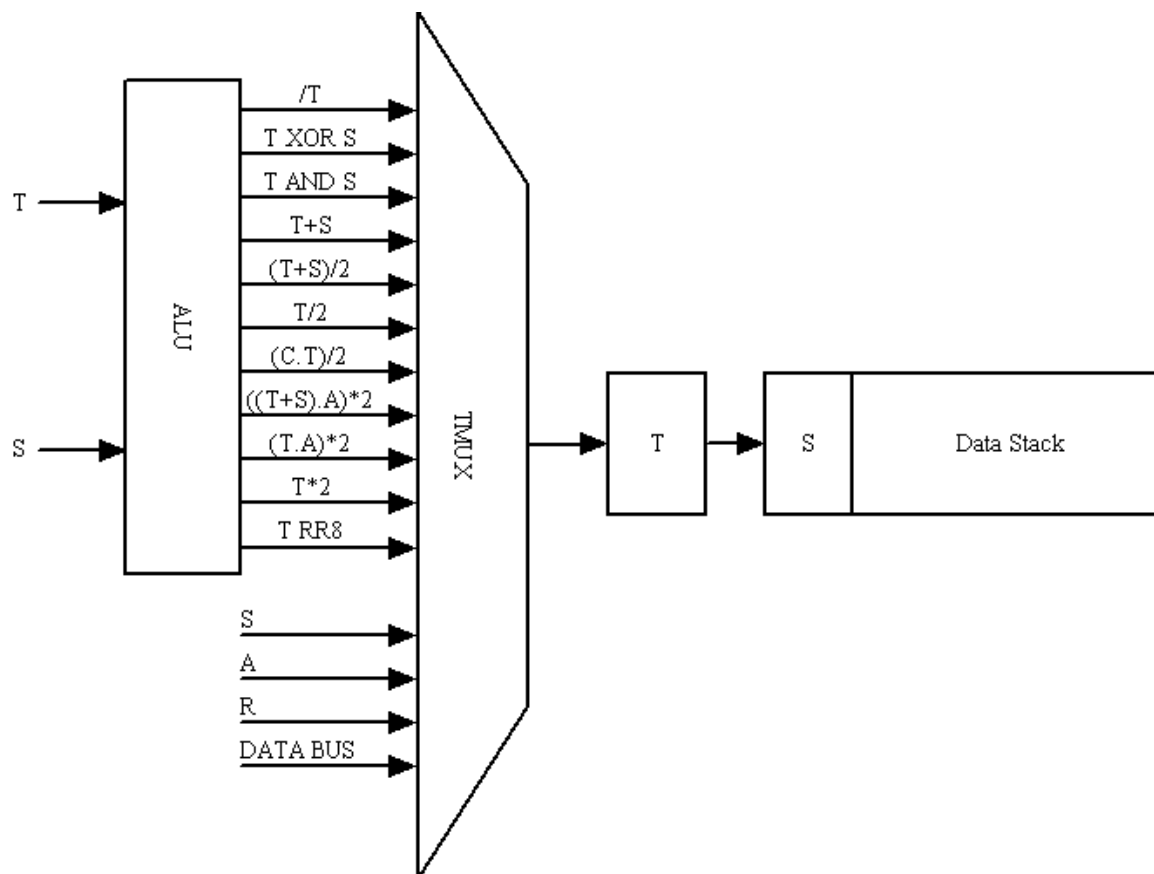 /T
T XOR S
T AND S
T
T+S
(T+S)/2
T/2
ALU
(C.T)/2
((T+S).A)*2
S
(T.A)*2
TMUX
T
S
Data Stack
T*2
T RR8
S
A
R
DATA BUS